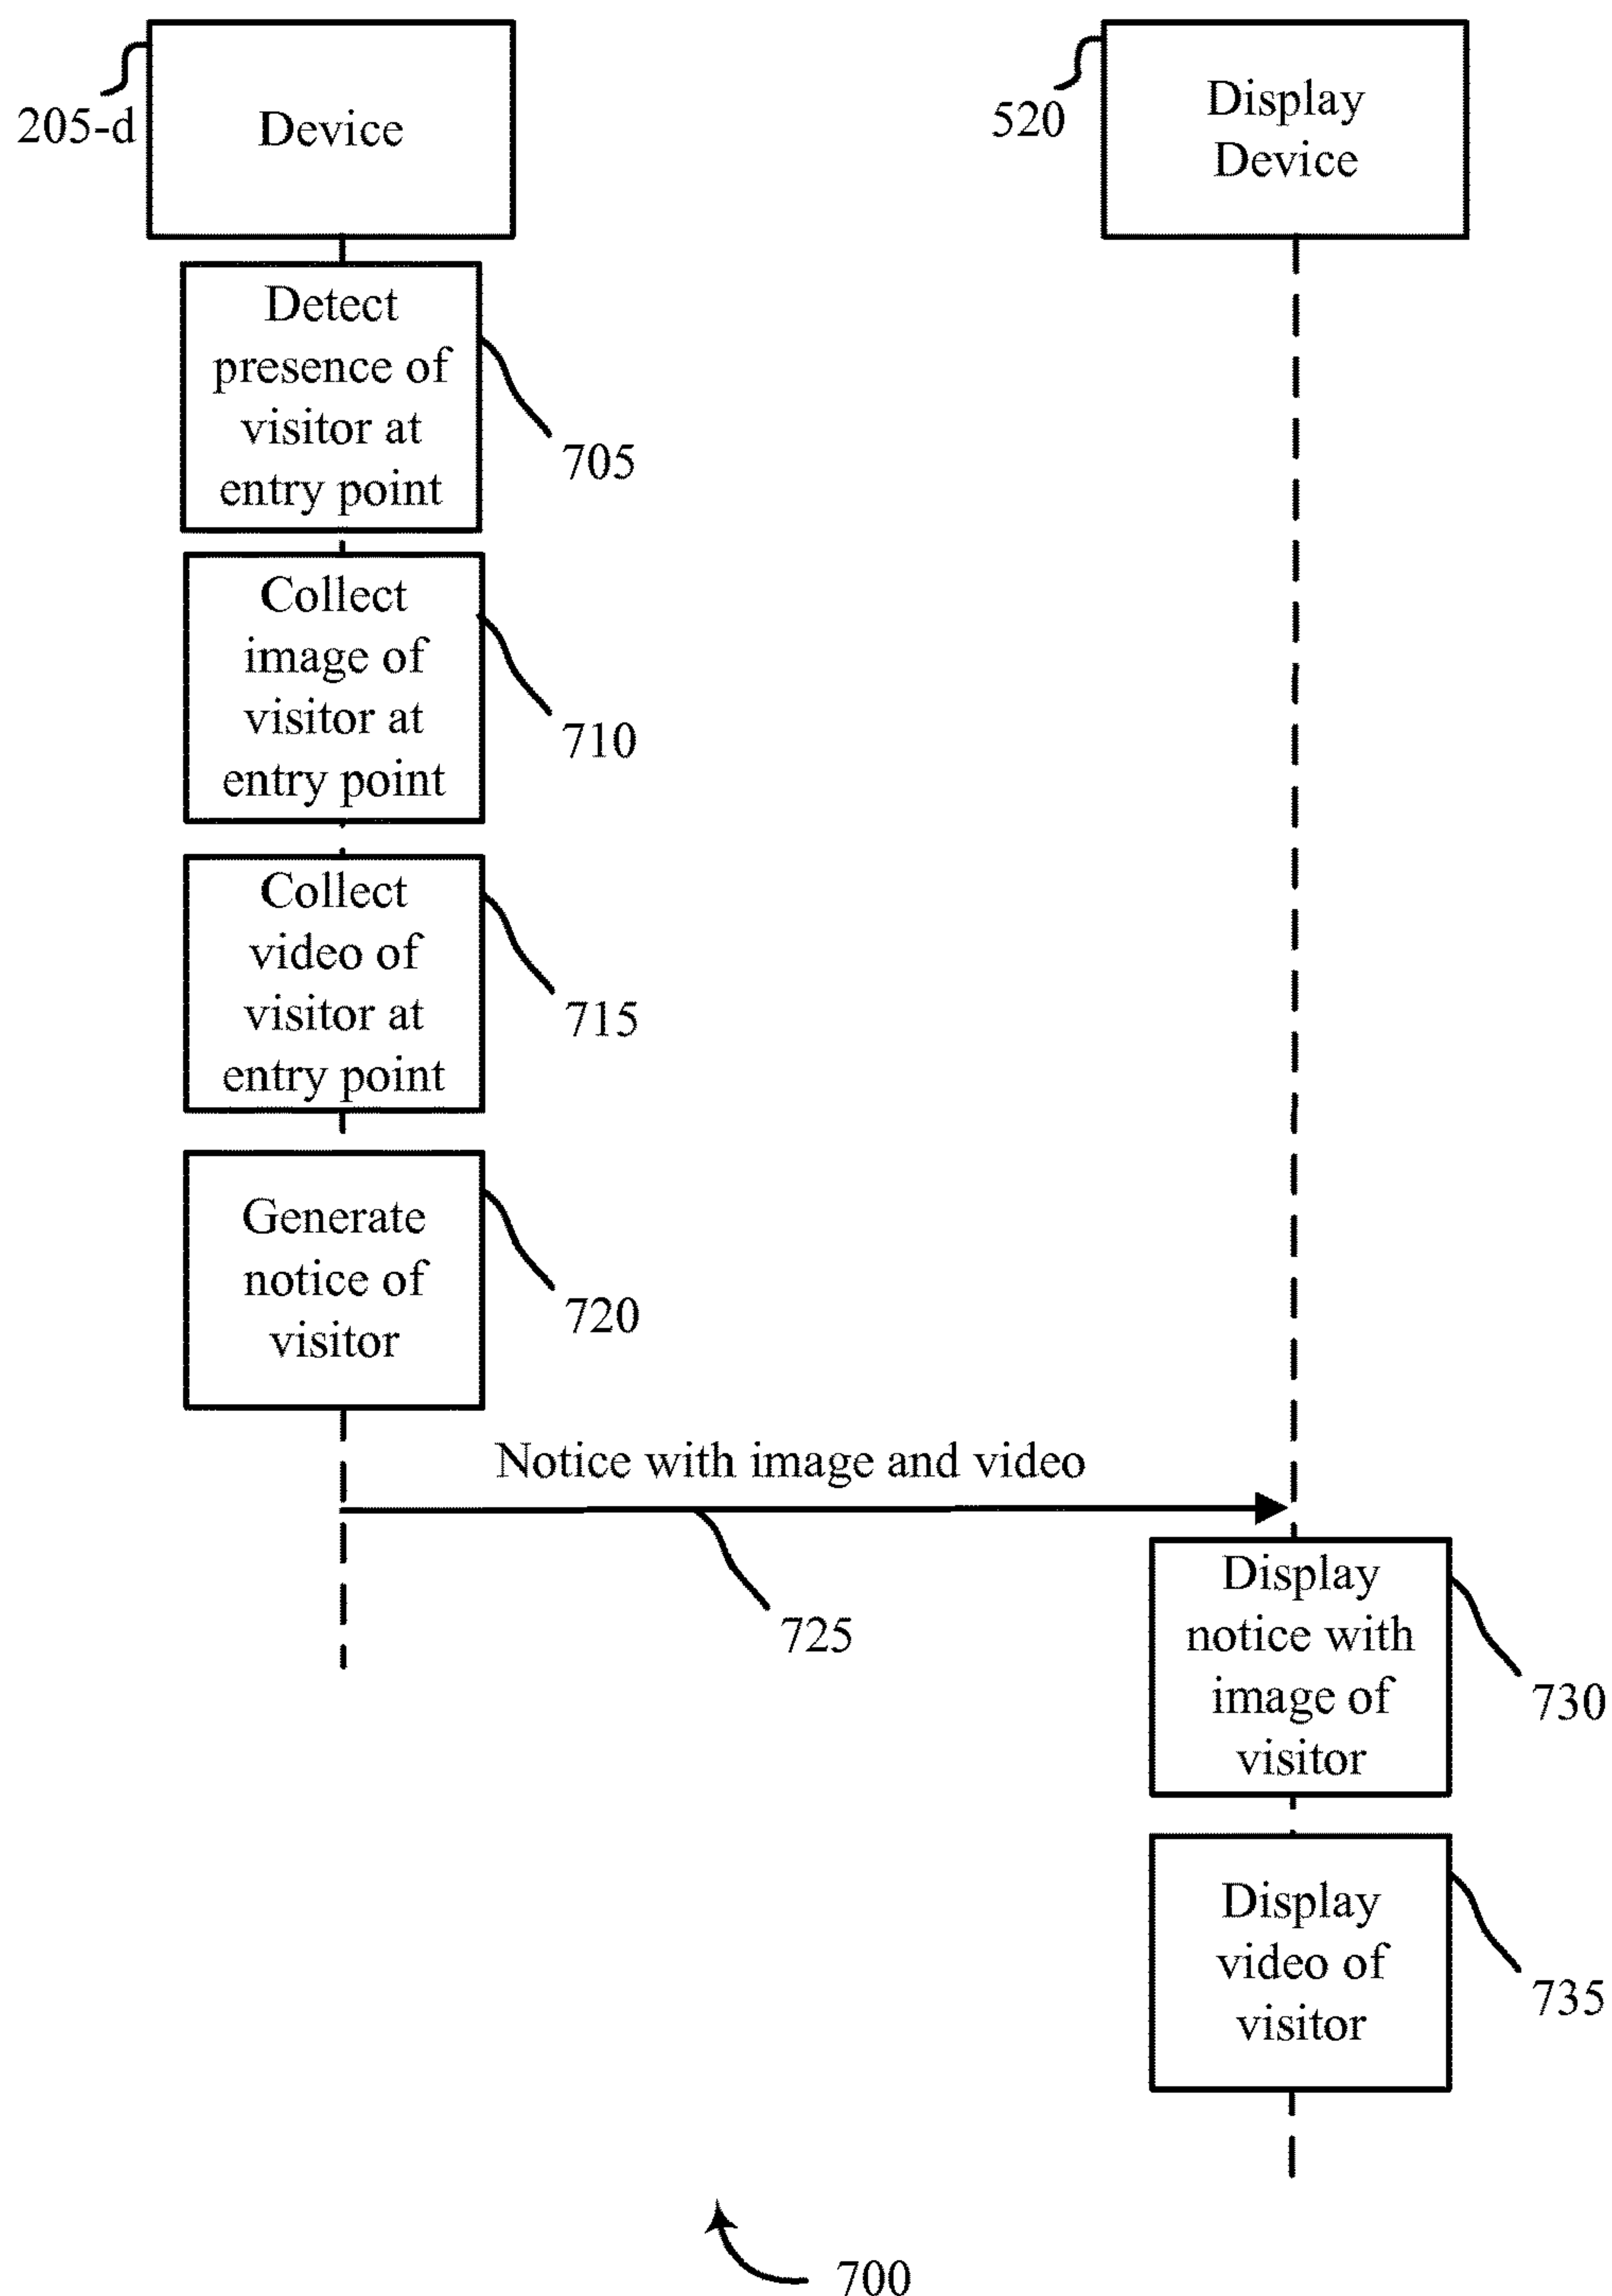 205-d
Device
520
Display
Device
Detect
presence of
visitor at
entry point
705
Collect
image of
visitor at
entry point
710
Collect
video of
visitor at
entry point
715
Generate
notice of
visitor
720
Notice with image and video
725
Display
notice with
image of
visitor
730
Display
video of
visitor
735
700